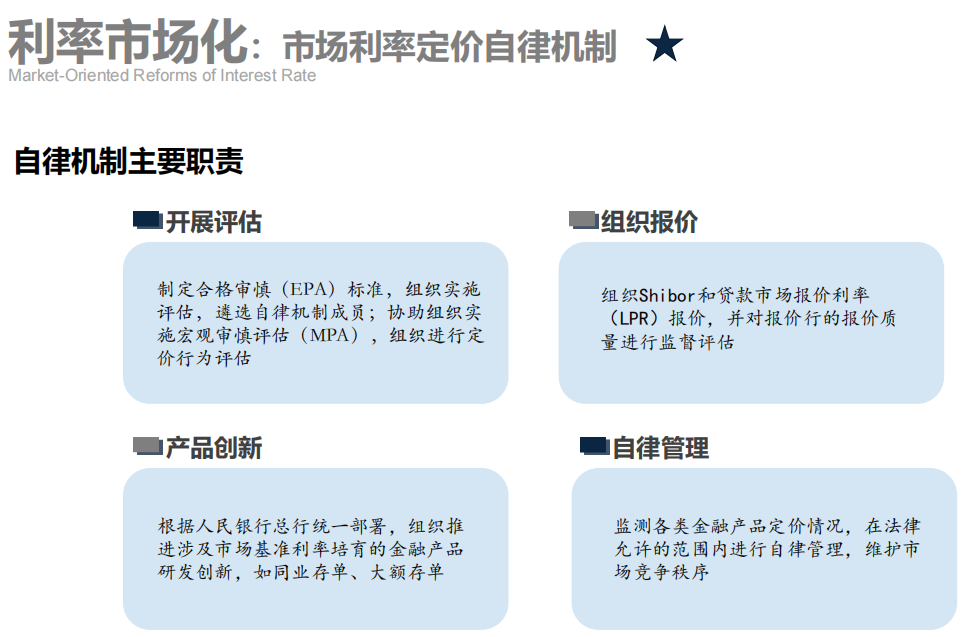 利率市场化：市场利率定价自律机制
Market-Oriented Reforms of Interest Rate
自律机制主要职责
开展评估
制定合格审慎（EPA）标准，组织实施
评估，遴选自律机制成员；协助组织实
施宏观审慎评估（MPA），组织进行定
价行为评估
组织报价
组织Shibor和贷款市场报价利率
（LPR）报价，并对报价行的报价质
量进行监督评估
产品创新
根据人民银行总行统一部署，组织推
进涉及市场基准利率培育的金融产品
研发创新，如同业存单、大额存单
自律管理
监测各类金融产品定价情况，在法律
允许的范围内进行自律管理，维护市
场竞争秩序